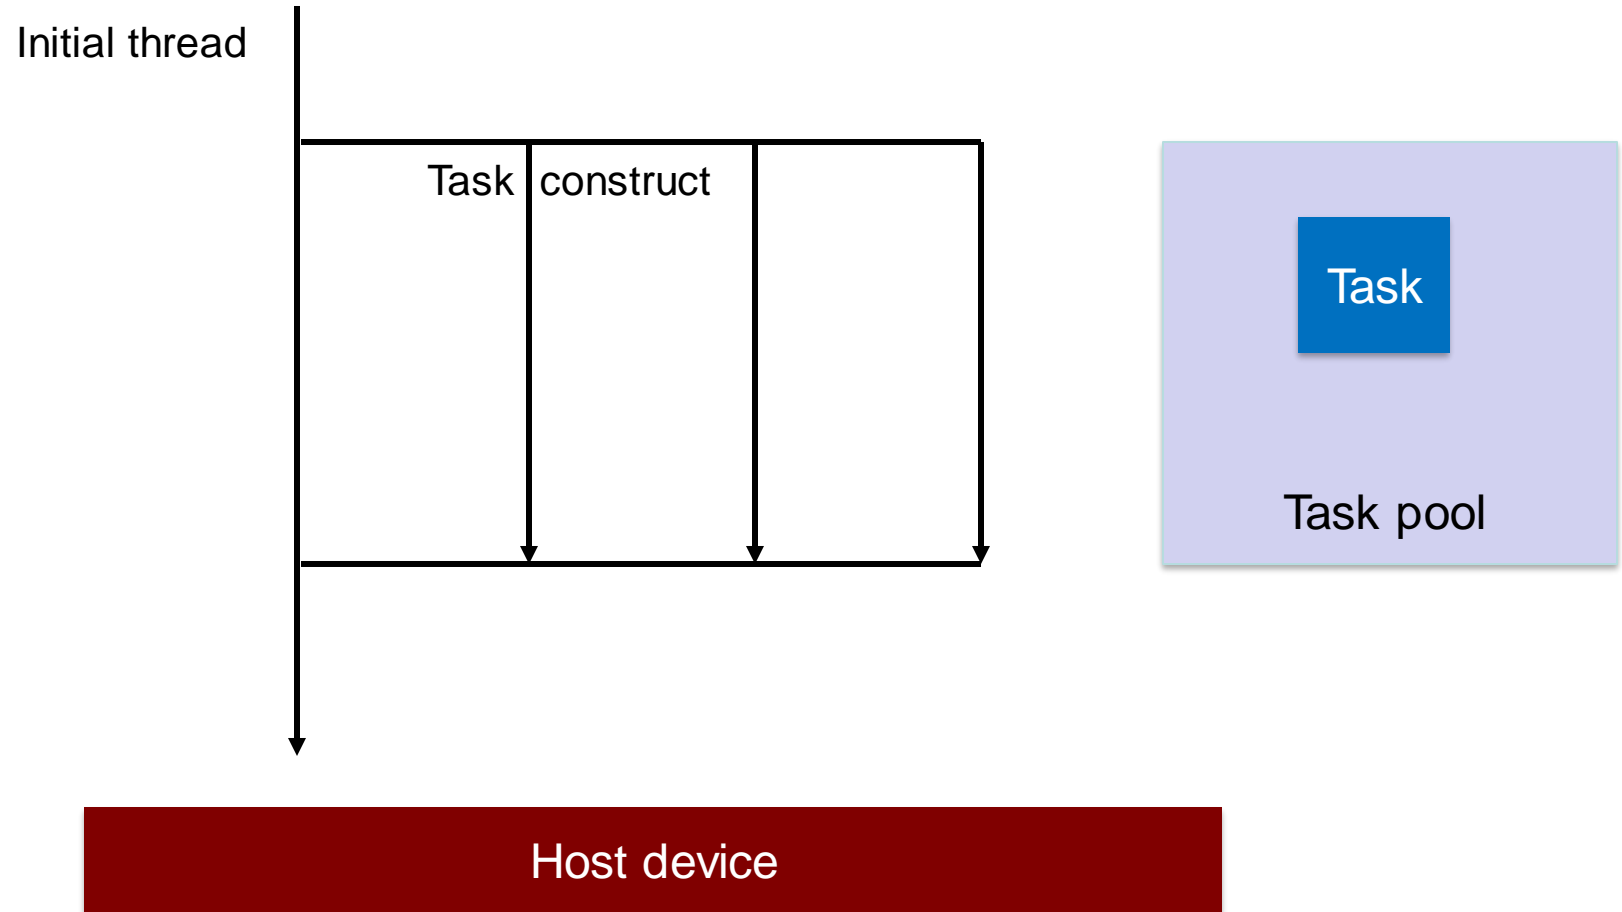 Initial thread
Task construct
Task
Task pool
Host device